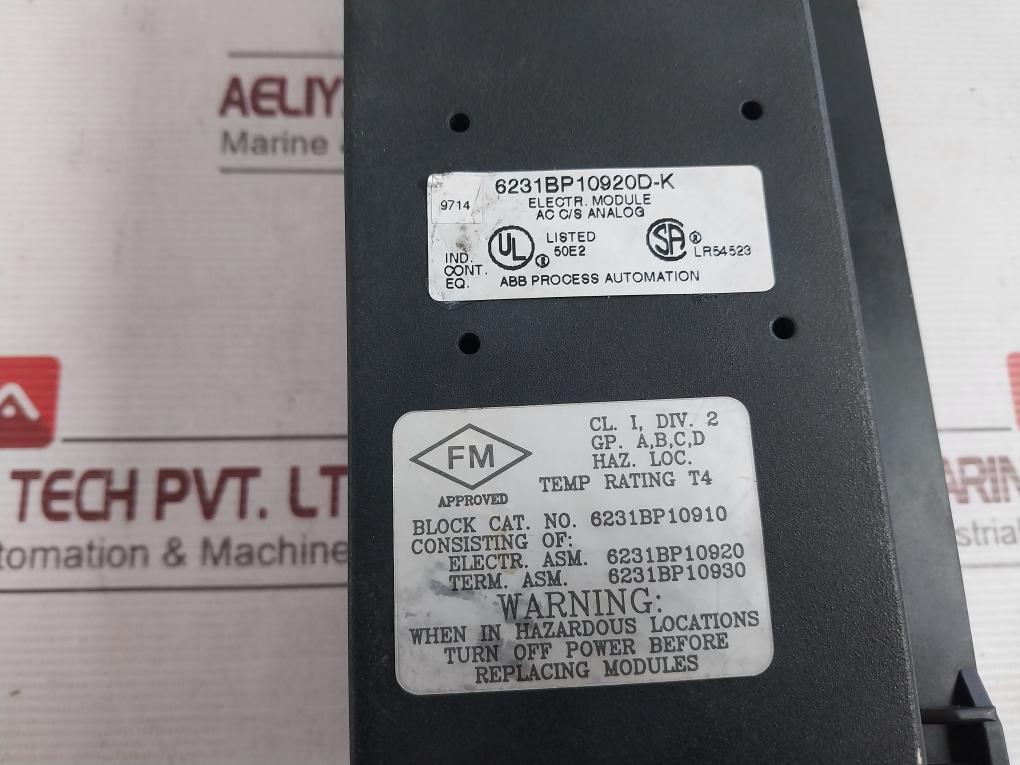 AELIY
Marine
6231BP10920D-K
9714
ELECTR. MODULE
AC C/S ANALOG
UL
LISTED
50E2
SA
LR54523
IND.
CONT.
EQ.
ABB PROCESS AUTOMATION
FM
APPROVED
CL. I, DIV. 2
GP. A,B,C,D
HAZ. LOC.
TEMP RATING T4
BLOCK CAT. NO. 6231BP10910
CONSISTING OF:
ELECTR. ASM. 6231BP10920
TERM. ASM. 6231BP10930
WARNING:
WHEN IN HAZARDOUS LOCATIONS
TURN OFF POWER BEFORE
REPLACING MODULES
TECH PVT. LT
tomation & Machine
ARIN
strial